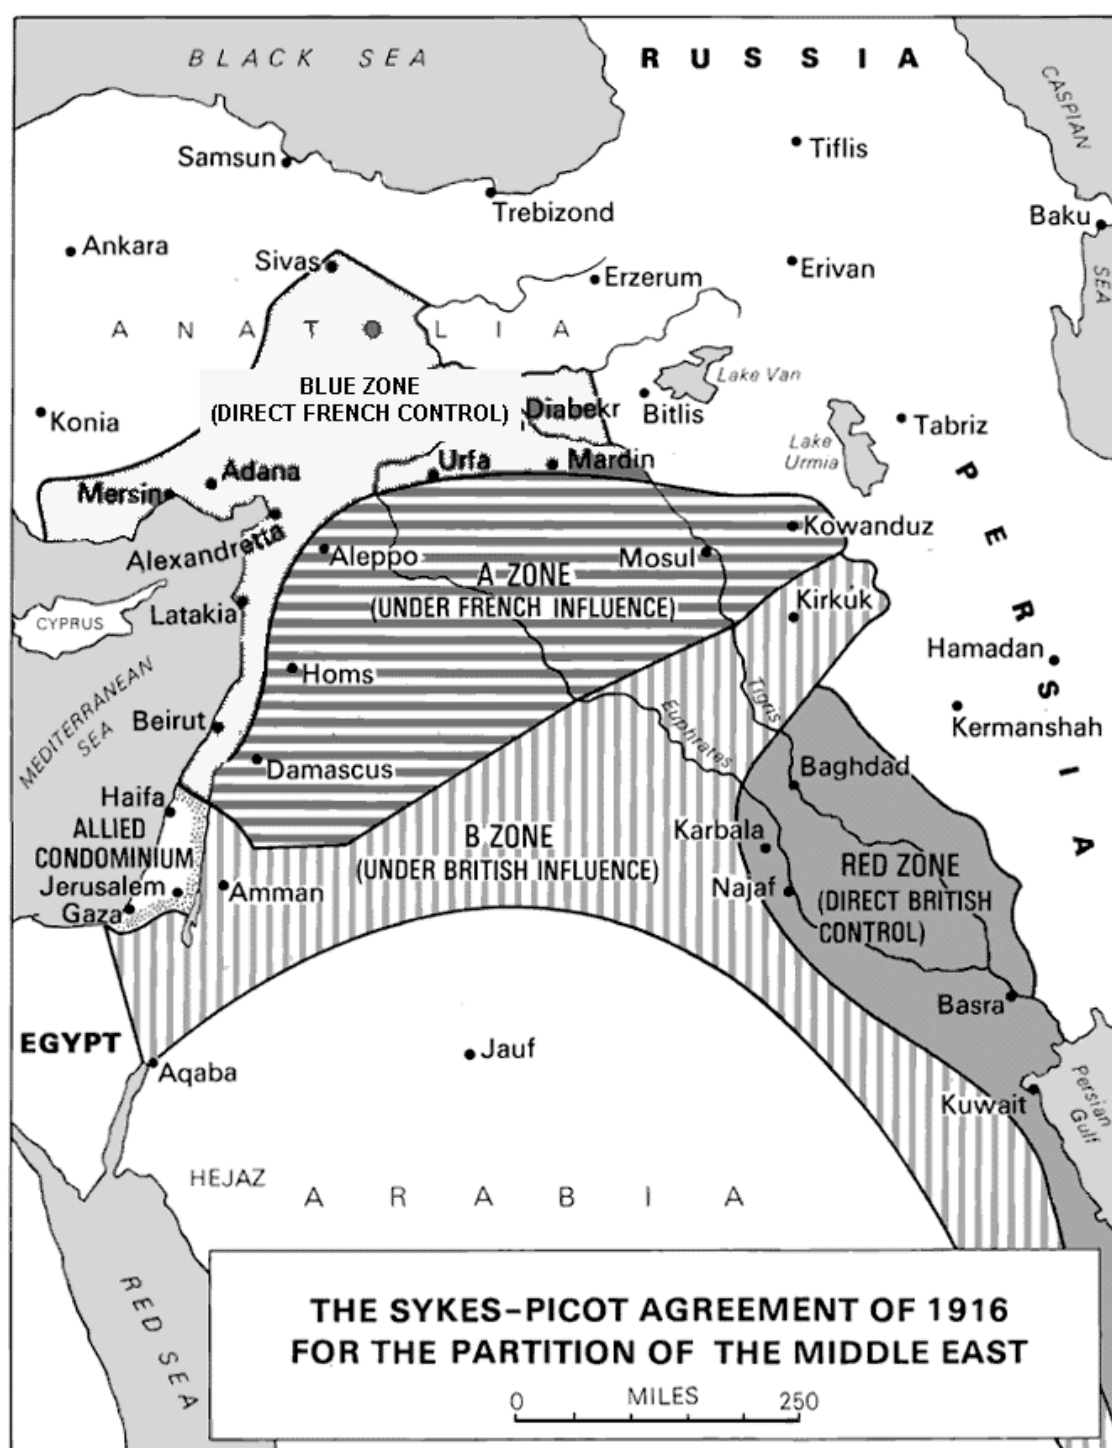 BLACK SEA
RUSSIA
CASPIAN
SEA
Samsun
Tiflis
Trebizond
Baku
Ankara
Sivas
Erzerum
Erivan
ANATOLIA
BLUE ZONE
(DIRECT FRENCH CONTROL)
Diabekr
Bitlis
Lake Van
Konia
Tabriz
Lake
Urmia
PERSIA
Adana
Urfa
Mardin
Mersin
Alexandretta
Aleppo
Mosul
Kowanduz
A ZONE
(UNDER FRENCH INFLUENCE)
Kirkuk
Latakia
CYPRUS
Hamadan
Homs
MEDITERRANEAN
SEA
Tigris
Euphrates
Kermanshah
Beirut
Damascus
Baghdad
Haifa
ALLIED
CONDOMINIUM
Jerusalem
Gaza
Amman
B ZONE
(UNDER BRITISH INFLUENCE)
Karbala
Najaf
RED ZONE
(DIRECT BRITISH
CONTROL)
Basra
EGYPT
Aqaba
Jauf
Kuwait
Persian
Gulf
HEJAZ
ARABIA
RED SEA
THE SYKES-PICOT AGREEMENT OF 1916
FOR THE PARTITION OF THE MIDDLE EAST
0 MILES 250